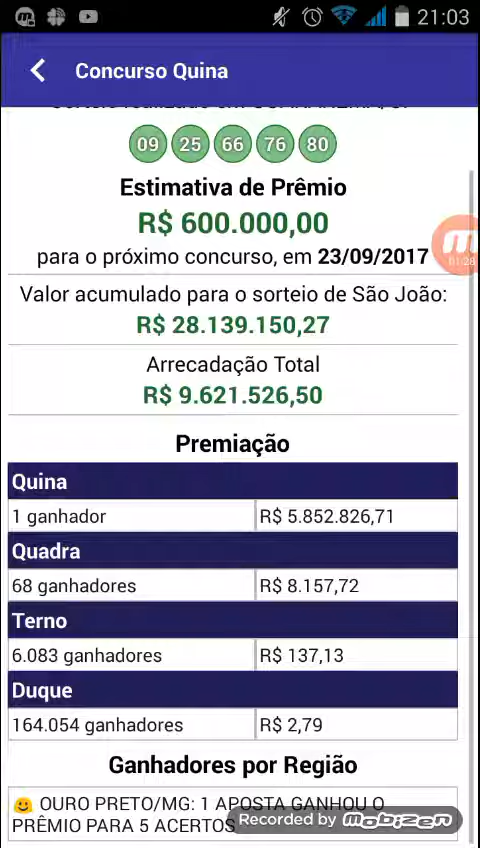 21:03
Concurso Quina
09 25 66 76 80
Estimativa de Prêmio
R$ 600.000,00
para o próximo concurso, em 23/09/2017
01:28
Valor acumulado para o sorteio de São João:
R$ 28.139.150,27
Arrecadação Total
R$ 9.621.526,50
Premiação
Quina
1 ganhador R$ 5.852.826,71
Quadra
68 ganhadores R$ 8.157,72
Terno
6.083 ganhadores R$ 137,13
Duque
164.054 ganhadores R$ 2,79
Ganhadores por Região
OURO PRETO/MG: 1 APOSTA GANHOU O
PRÊMIO PARA 5 ACERTOS
Recorded by mobizen